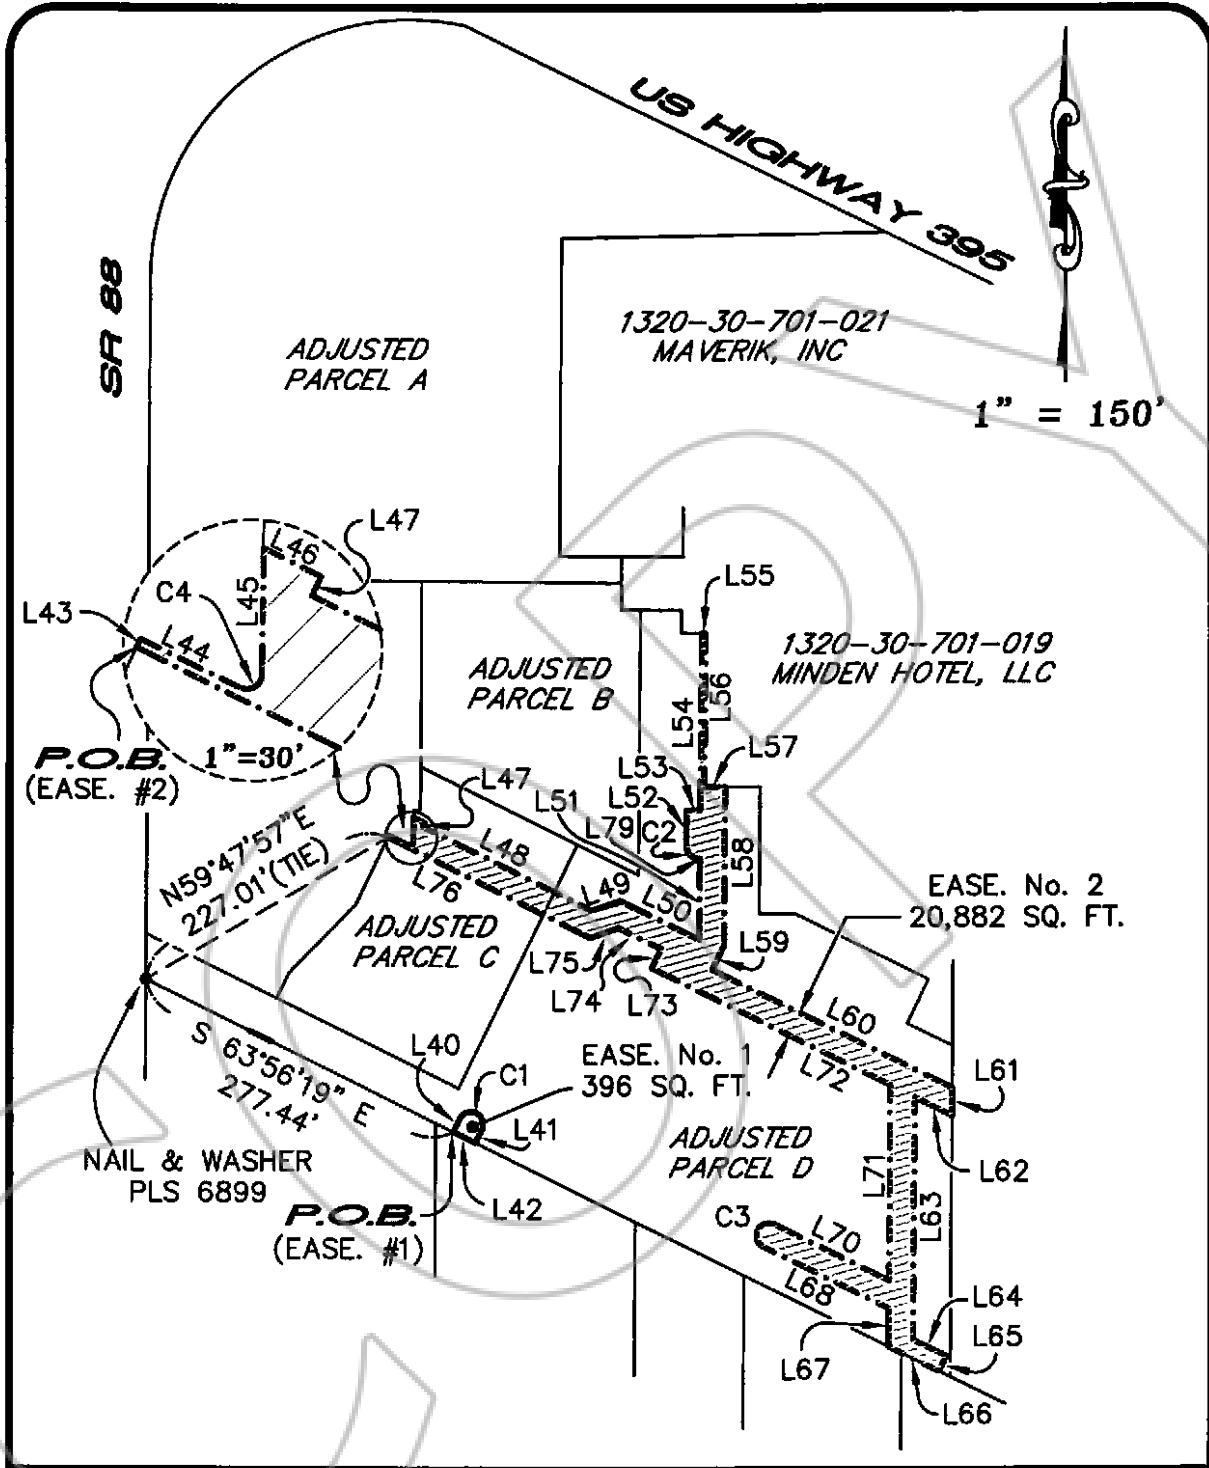 US HIGHWAY 395
SR 88
ADJUSTED
PARCEL A
1320-30-701-021
MAVERIK, INC
1" = 150'
L47
L46
L45
C4
L43
L44
P.O.B.
(EASE. #2)
1"=30'
ADJUSTED
PARCEL B
L55
1320-30-701-019
MINDEN HOTEL, LLC
L54
L56
L57
L53
L52
L51
L79
C2
L47
L58
L48
L49
L50
L76
N59°47'57"E
227.01'(TIE)
ADJUSTED
PARCEL C
EASE. No. 2
20,882 SQ. FT.
L59
L75
L74
L73
L60
L72
S 63°56'19" E
277.44'
L40
C1
EASE. No. 1
396 SQ. FT.
L41
L61
L62
NAIL & WASHER
PLS 6899
P.O.B.
(EASE. #1)
L42
ADJUSTED
PARCEL D
L71
L63
C3
L70
L68
L64
L65
L67
L66